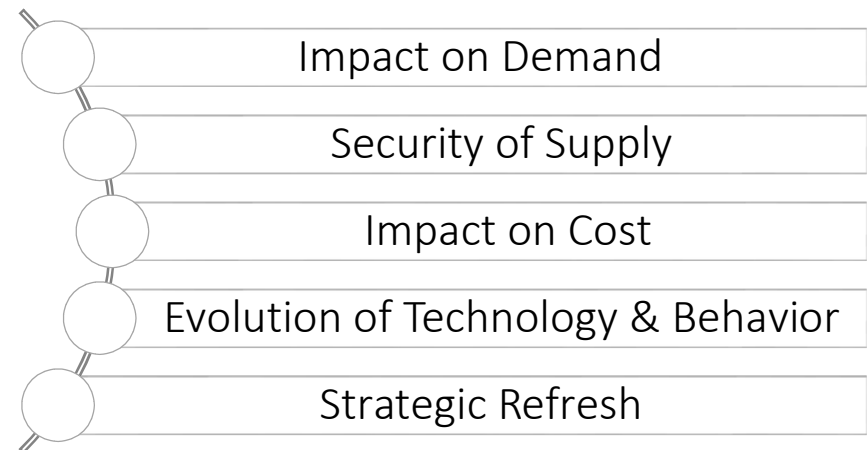 Impact on Demand
Security of Supply
Impact on Cost
Evolution of Technology & Behavior
Strategic Refresh